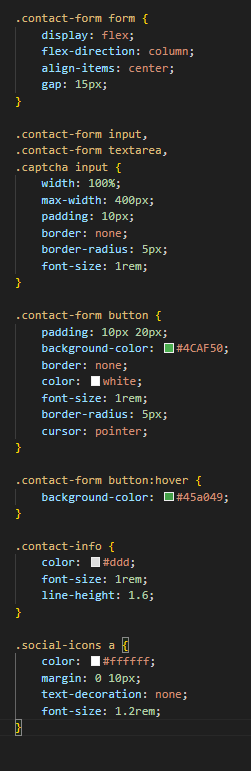 .contact-form form {
    display: flex;
    flex-direction: column;
    align-items: center;
    gap: 15px;
}

.contact-form input,
.contact-form textarea,
.captcha input {
    width: 100%;
    max-width: 400px;
    padding: 10px;
    border: none;
    border-radius: 5px;
    font-size: 1rem;
}

.contact-form button {
    padding: 10px 20px;
    background-color: #4CAF50;
    border: none;
    color: white;
    font-size: 1rem;
    border-radius: 5px;
    cursor: pointer;
}

.contact-form button:hover {
    background-color: #45a049;
}

.contact-info {
    color: #ddd;
    font-size: 1rem;
    line-height: 1.6;
}

.social-icons a {
    color: #ffffff;
    margin: 0 10px;
    text-decoration: none;
    font-size: 1.2rem;
}